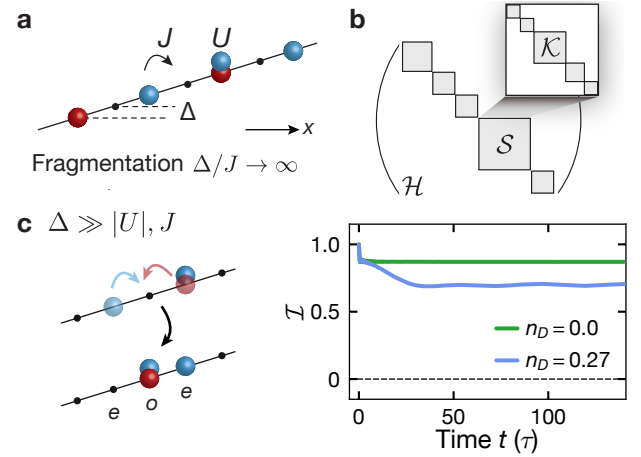 a
J
U
Δ
x
Fragmentation Δ/J → ∞
b
𝒦
𝒮
ℋ
c Δ ≫ |U|, J
e
o
e
1.0
0.5
0
ℐ
n_D = 0.0
n_D = 0.27
0
50
100
Time t (τ)